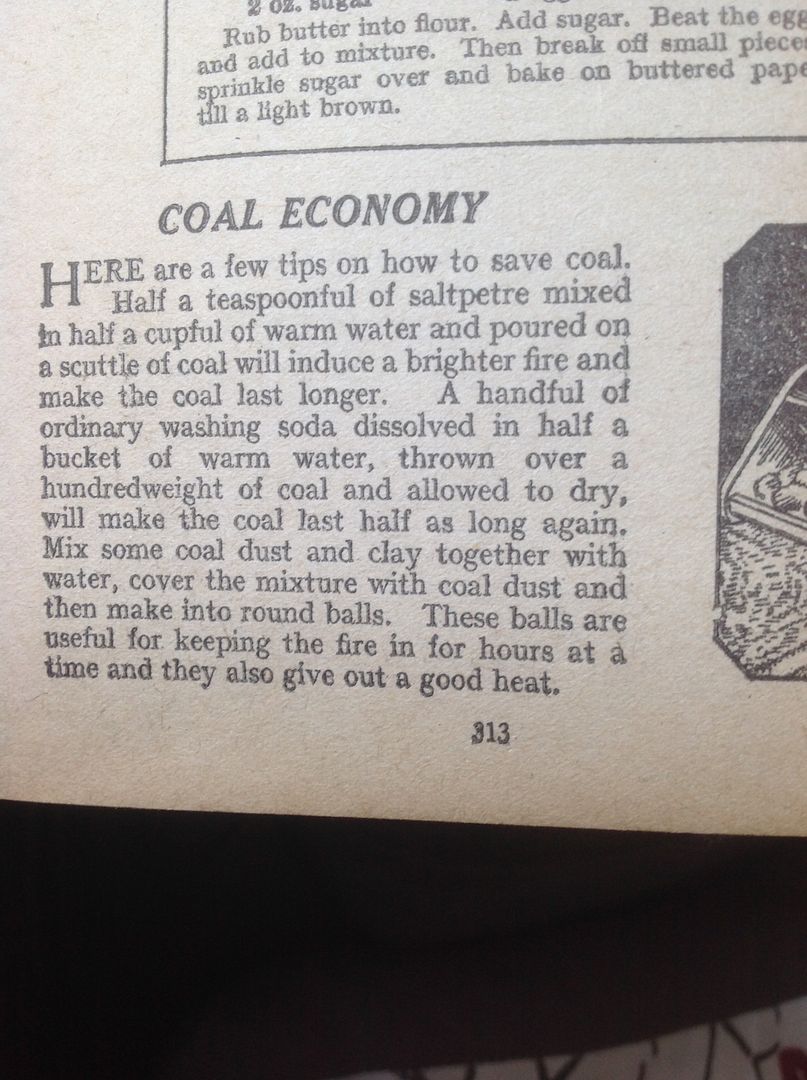 2 oz. sugar
Rub butter into flour. Add sugar. Beat the egg
and add to mixture. Then break off small pieces
sprinkle sugar over and bake on buttered pape
till a light brown.
COAL ECONOMY
HERE are a few tips on how to save coal.
Half a teaspoonful of saltpetre mixed
in half a cupful of warm water and poured on
a scuttle of coal will induce a brighter fire and
make the coal last longer. A handful of
ordinary washing soda dissolved in half a
bucket of warm water, thrown over a
hundredweight of coal and allowed to dry,
will make the coal last half as long again.
Mix some coal dust and clay together with
water, cover the mixture with coal dust and
then make into round balls. These balls are
useful for keeping the fire in for hours at a
time and they also give out a good heat.
313